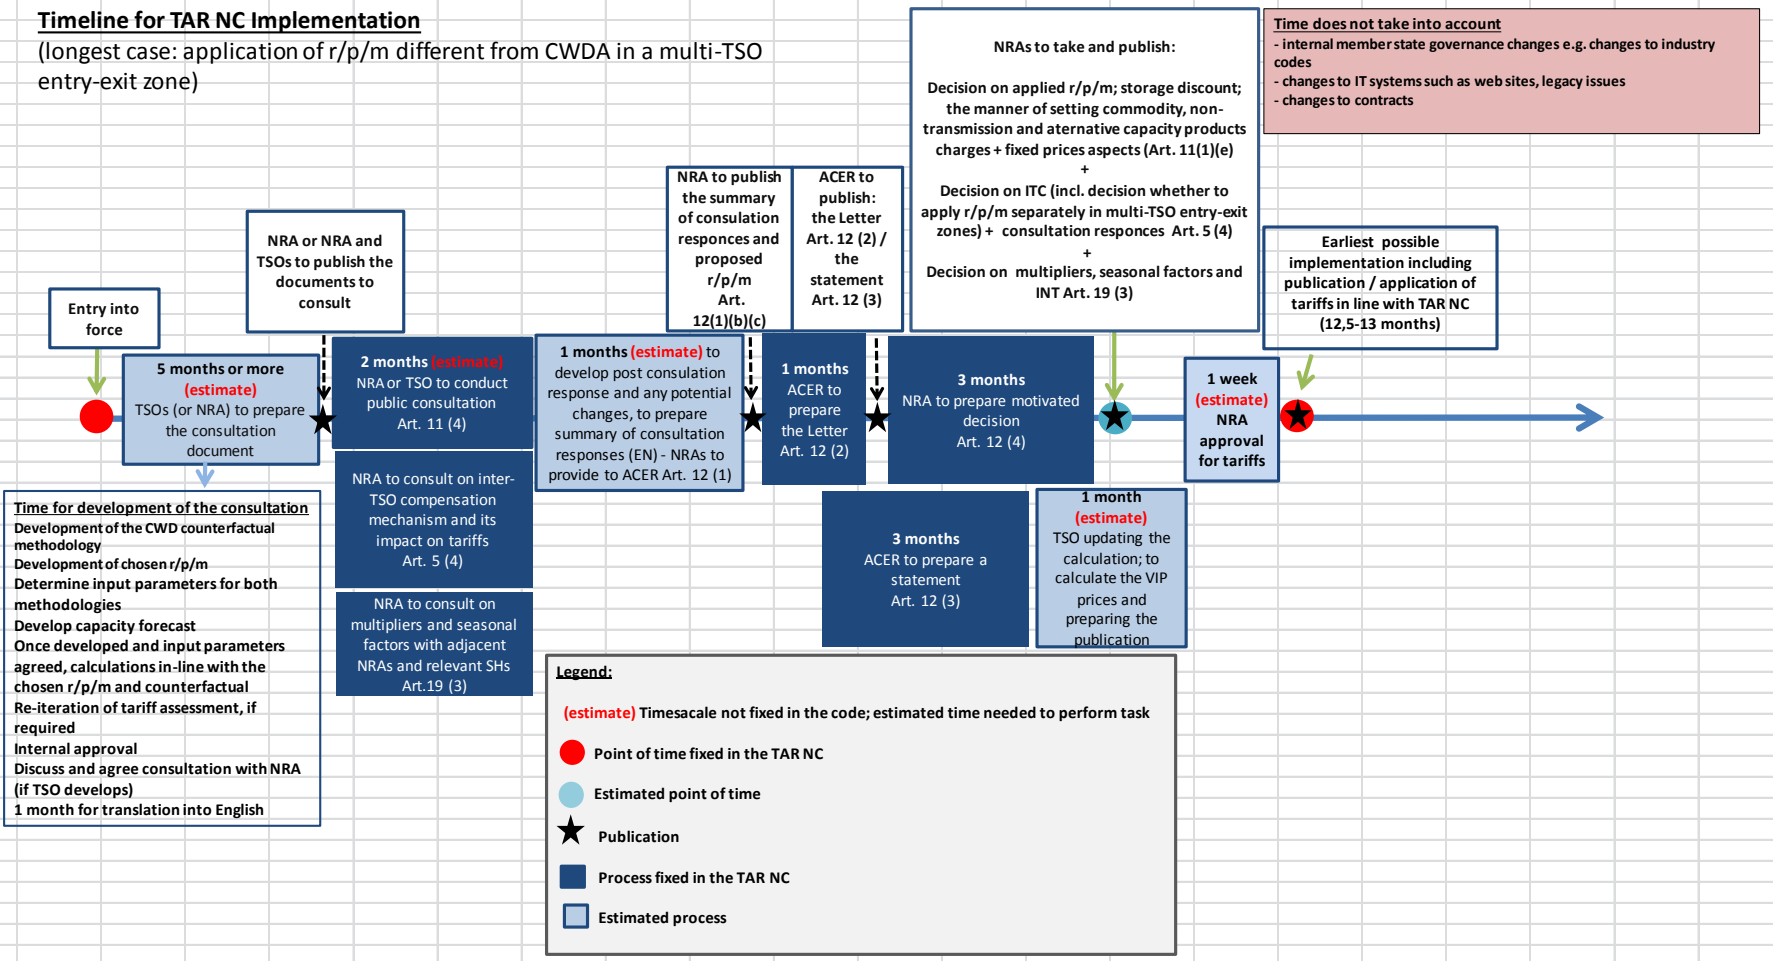 Timeline for TAR NC Implementation
(longest case: application of r/p/m different from CWDA in a multi-TSO
entry-exit zone)
NRAs to take and publish:
Decision on applied r/p/m; storage discount;
the manner of setting commodity, non-
transmission and aternative capacity products
charges + fixed prices aspects (Art. 11(1)(e)
+
Decision on ITC (incl. decision whether to
apply r/p/m separately in multi-TSO entry-exit
zones) + consultation responces Art. 5 (4)
+
Decision on multipliers, seasonal factors and
INT Art. 19 (3)
Time does not take into account
- internal member state governance changes e.g. changes to industry
codes
- changes to IT systems such as web sites, legacy issues
- changes to contracts
Entry into
force
NRA or NRA and
TSOs to publish the
documents to
consult
NRA to publish
the summary
of consulation
responces and
proposed
r/p/m
Art.
12(1)(b)(c)
ACER to
publish:
the Letter
Art. 12 (2) /
the
statement
Art. 12 (3)
Earliest possible
implementation including
publication / application of
tariffs in line with TAR NC
(12,5-13 months)
5 months or more
(estimate)
TSOs (or NRA) to prepare
the consultation
document
2 months (estimate)
NRA or TSO to conduct
public consultation
Art. 11 (4)
1 months (estimate) to
develop post consulation
response and any potential
changes, to prepare
summary of consultation
responses (EN) - NRAs to
provide to ACER Art. 12 (1)
1 months
ACER to
prepare
the Letter
Art. 12 (2)
3 months
NRA to prepare motivated
decision
Art. 12 (4)
1 week
(estimate)
NRA
approval
for tariffs
NRA to consult on inter-
TSO compensation
mechanism and its
impact on tariffs
Art. 5 (4)
NRA to consult on
multipliers and seasonal
factors with adjacent
NRAs and relevant SHs
Art.19 (3)
3 months
ACER to prepare a
statement
Art. 12 (3)
1 month
(estimate)
TSO updating the
calculation; to
calculate the VIP
prices and
preparing the
publication
Time for development of the consultation
Development of the CWD counterfactual
methodology
Development of chosen r/p/m
Determine input parameters for both
methodologies
Develop capacity forecast
Once developed and input parameters
agreed, calculations in-line with the
chosen r/p/m and counterfactual
Re-iteration of tariff assessment, if
required
Internal approval
Discuss and agree consultation with NRA
(if TSO develops)
1 month for translation into English
Legend:
(estimate) Timesacale not fixed in the code; estimated time needed to perform task
Point of time fixed in the TAR NC
Estimated point of time
Publication
Process fixed in the TAR NC
Estimated process